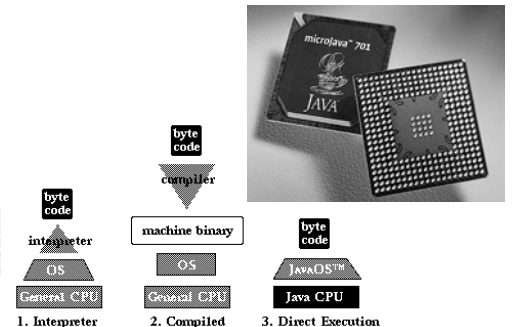 microJava™ 701
JAVA
byte
code
interpreter
OS
General CPU
1. Interpreter
byte
code
compiler
machine binary
OS
General CPU
2. Compiled
byte
code
JavaOS™
Java CPU
3. Direct Execution